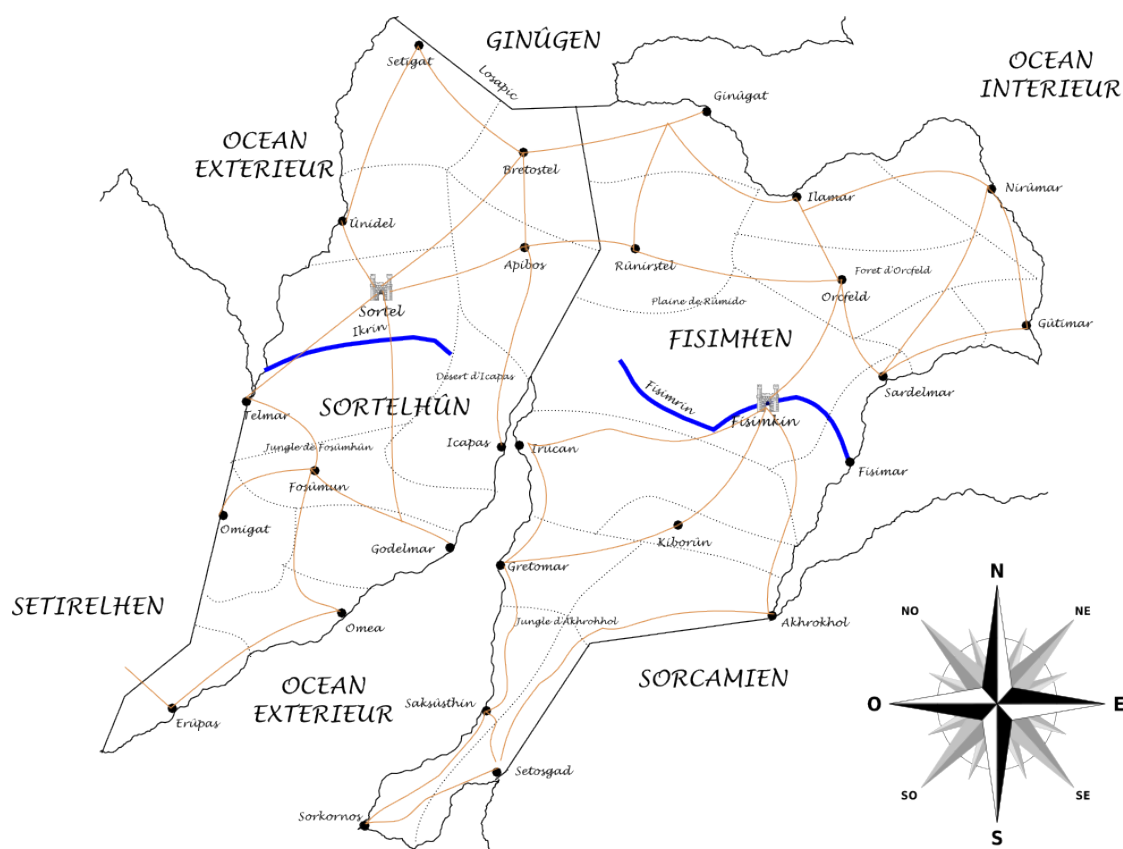 GINÛGEN
OCEAN
INTERIEUR
Setigat
Losapic
Ginûgat
OCEAN
EXTERIEUR
Bretostel
Nirûmar
Ilamar
Ûnidel
Apibos
Rûnirstel
Foret d'Orcfeld
Orcfeld
Sortel
Plaine de Rûmido
Ikrin
FISIMHEN
Gûtimar
Désert d'Icapas
Fisimrin
Sardelmar
Telmar
SORTELHÛN
Fisimkin
Jungle de Fosûmhûn
Icapas
Irucan
Fosûmun
Fisimar
Omigat
Kiborûn
Godelmar
Gretomar
N
SETIRELHEN
NO
NE
Omea
Jungle d'Akhrohhol
Akhrokhol
SORCAMIEN
OCEAN
EXTERIEUR
Saksûsthin
O
E
Erûpas
Setosgad
SO
SE
Sorkornos
S